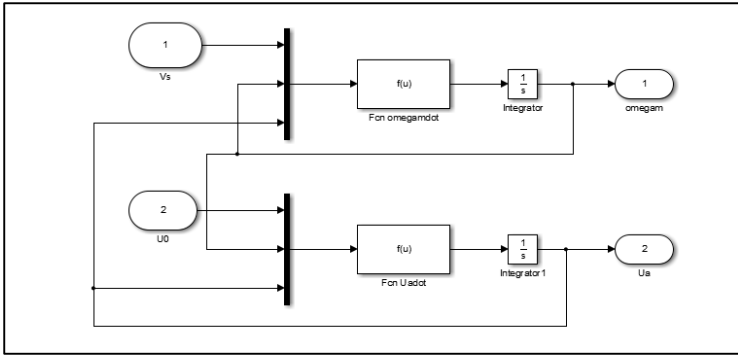 1
Vs
f(u)
Fcn omegamdot
1
s
Integrator
1
omegam
2
U0
f(u)
Fcn Uadot
1
s
Integrator1
2
Ua